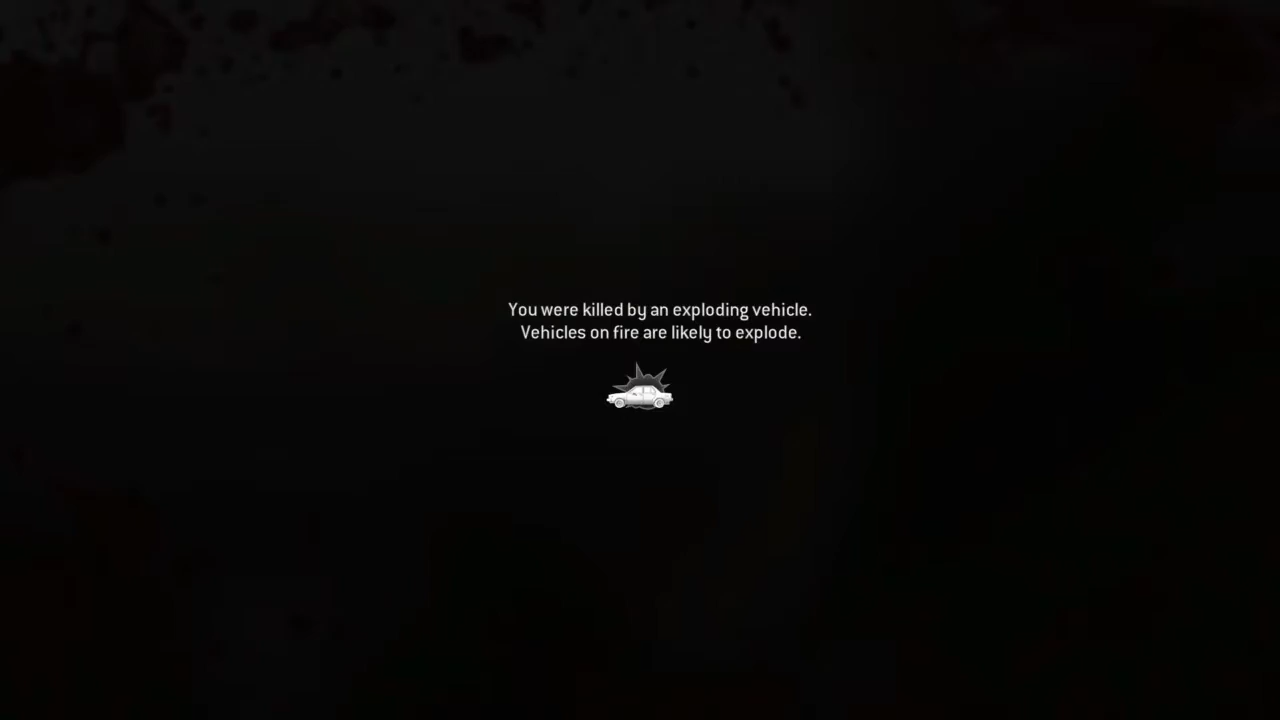 You were killed by an exploding vehicle.
Vehicles on fire are likely to explode.